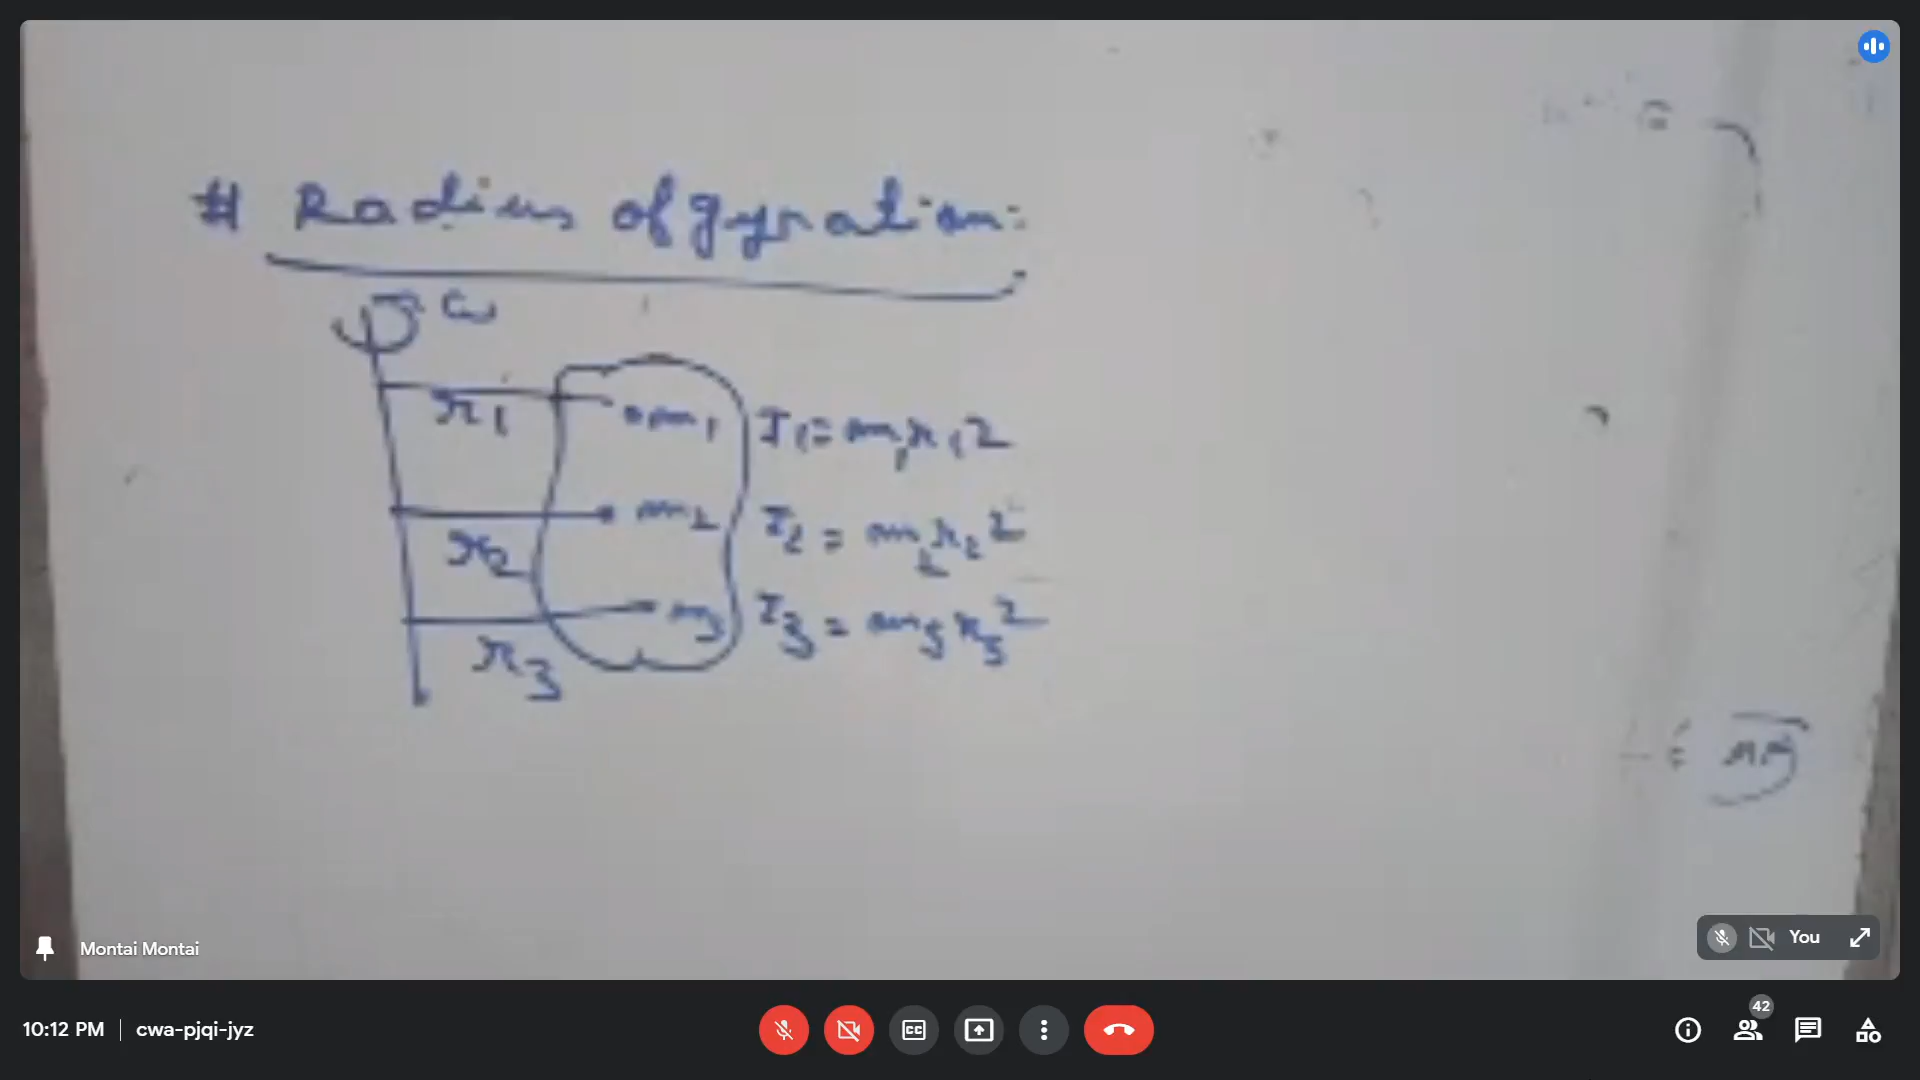 # Radius of gyration:
ω
r1 m1 I1 = m1r1²
r2 m2 I2 = m2r2²
r3 m3 I3 = m3r3²
Montai Montai
You
10:12 PM | cwa-pjqi-jyz
CC
42